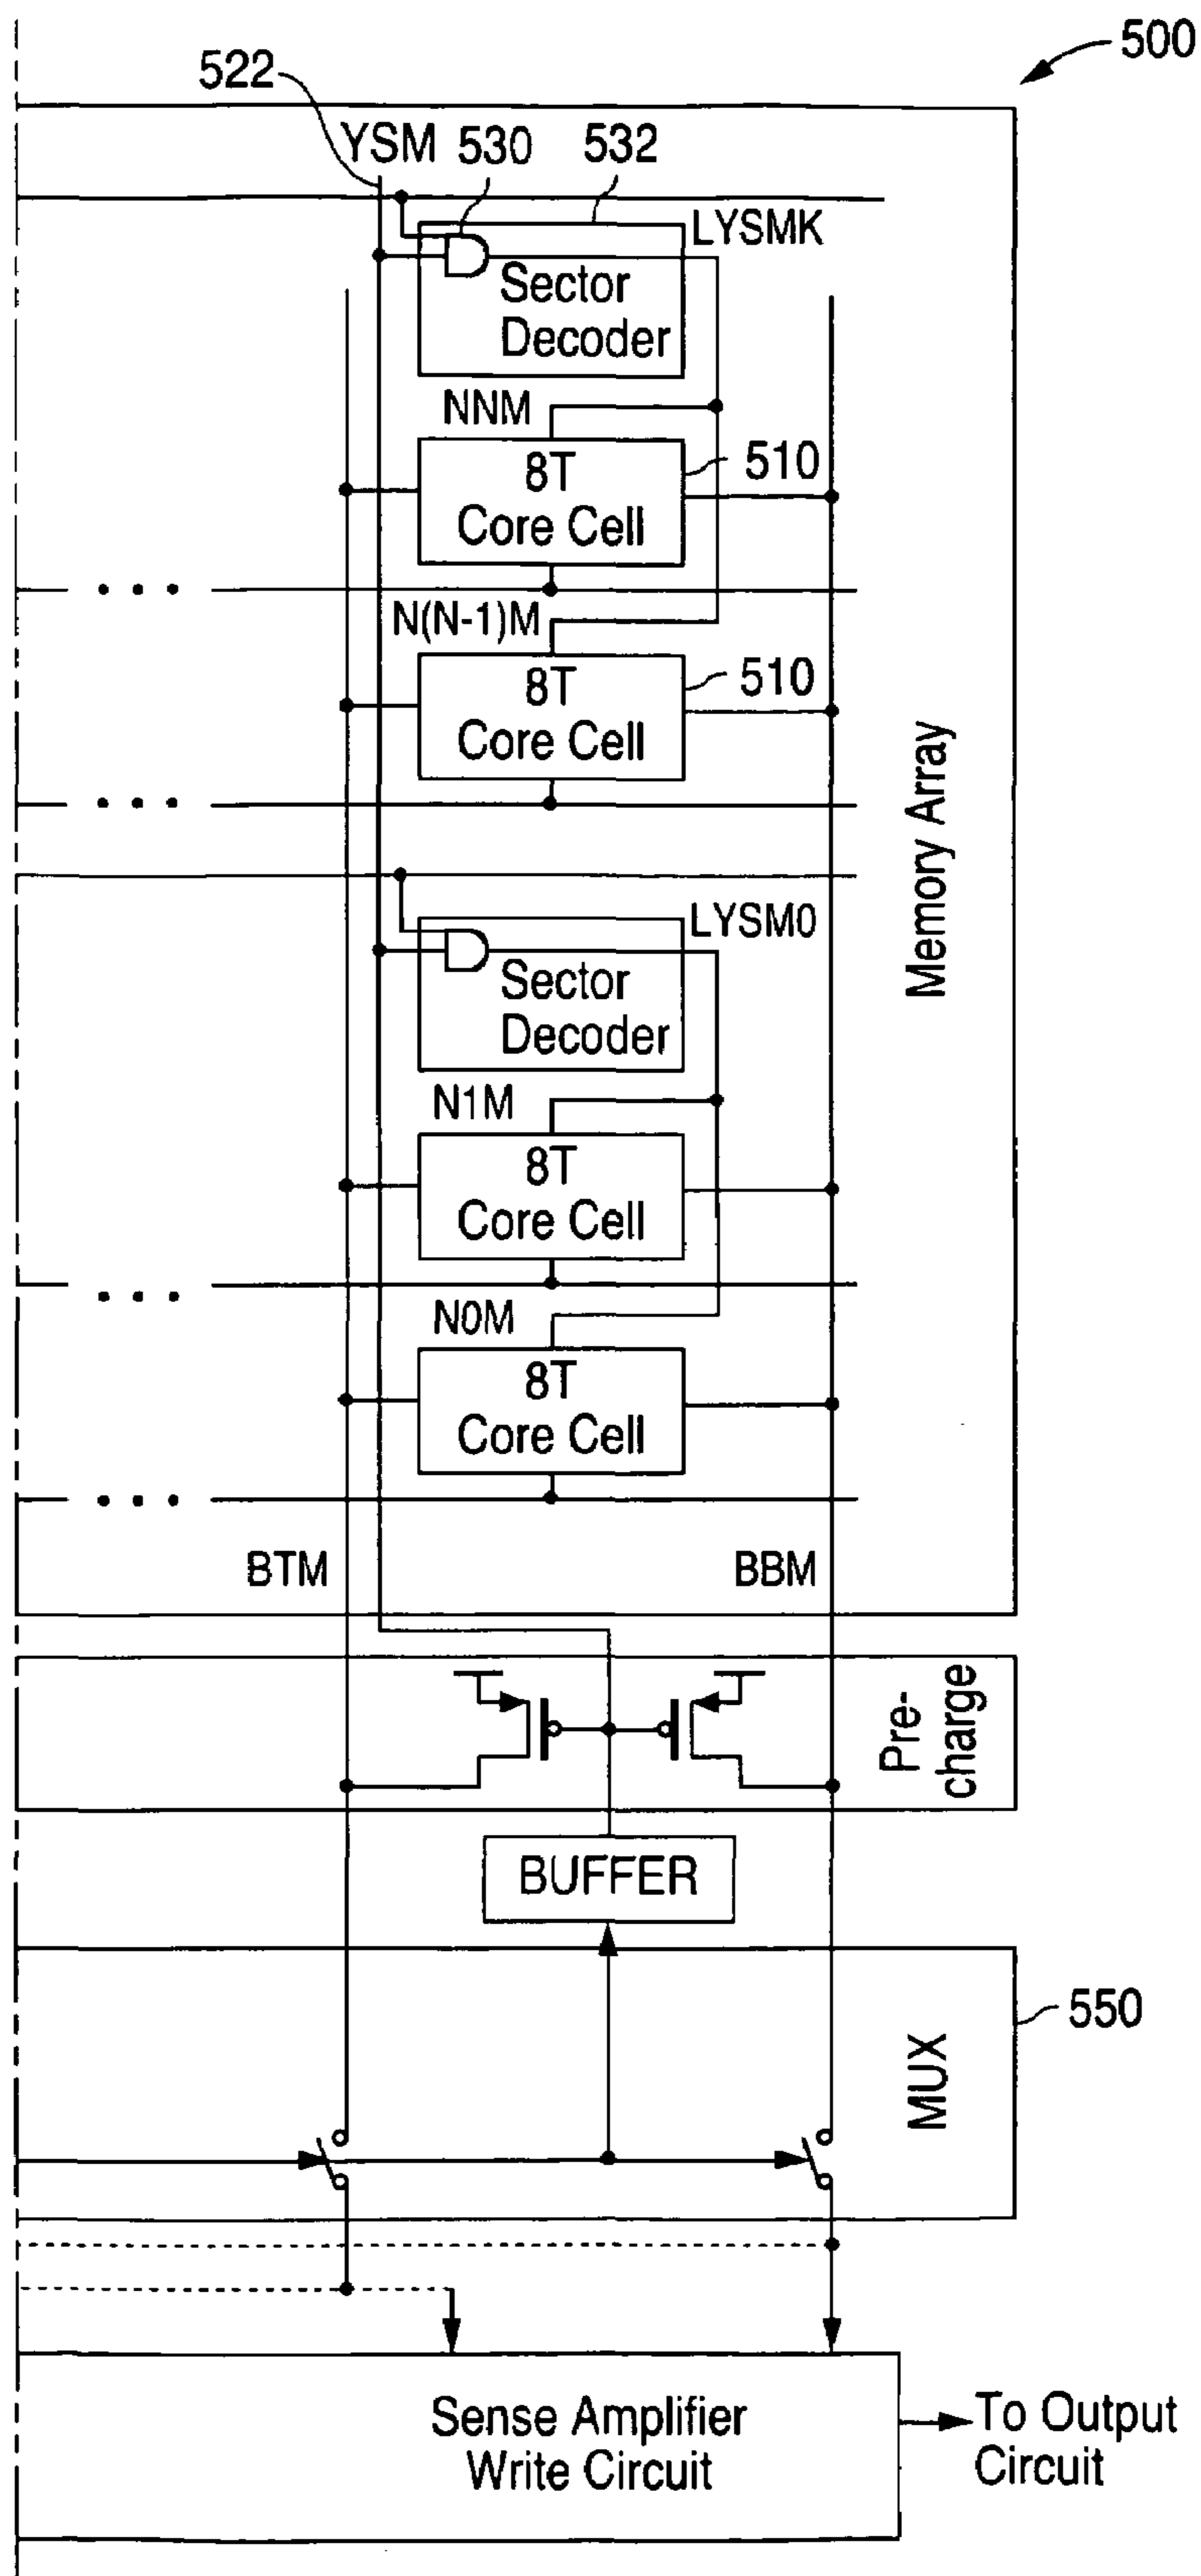 500
522
YSM 530 532
LYSMK
Sector
Decoder
NNM
8T
Core Cell
510
N(N-1)M
8T
Core Cell
510
Memory Array
LYSM0
Sector
Decoder
N1M
8T
Core Cell
N0M
8T
Core Cell
BTM
BBM
Pre-
charge
BUFFER
550
MUX
Sense Amplifier
Write Circuit
To Output
Circuit